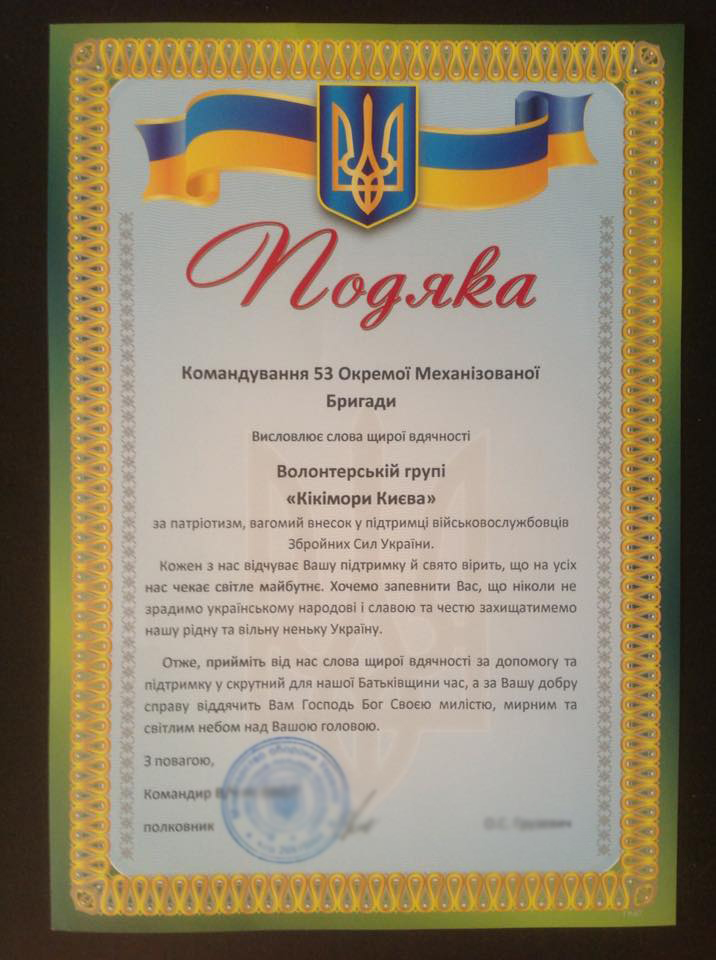 Подяка
Командування 53 Окремої Механізованої
Бригади
Висловлює слова щирої вдячності
Волонтерській групі
«Кікімори Києва»
за патріотизм, вагомий внесок у підтримці військовослужбовців
Збройних Сил України.
Кожен з нас відчуває Вашу підтримку й свято вірить, що на усіх
нас чекає світле майбутнє. Хочемо запевнити Вас, що ніколи не
зрадимо українському народові і славою та честю захищатимемо
нашу рідну та вільну неньку Україну.
Отже, прийміть від нас слова щирої вдячності за допомогу та
підтримку у скрутний для нашої Батьківщини час, а за Вашу добру
справу віддячить Вам Господь Бог Своєю милістю, мирним та
світлим небом над Вашою головою.
З повагою,
Командир
полковник